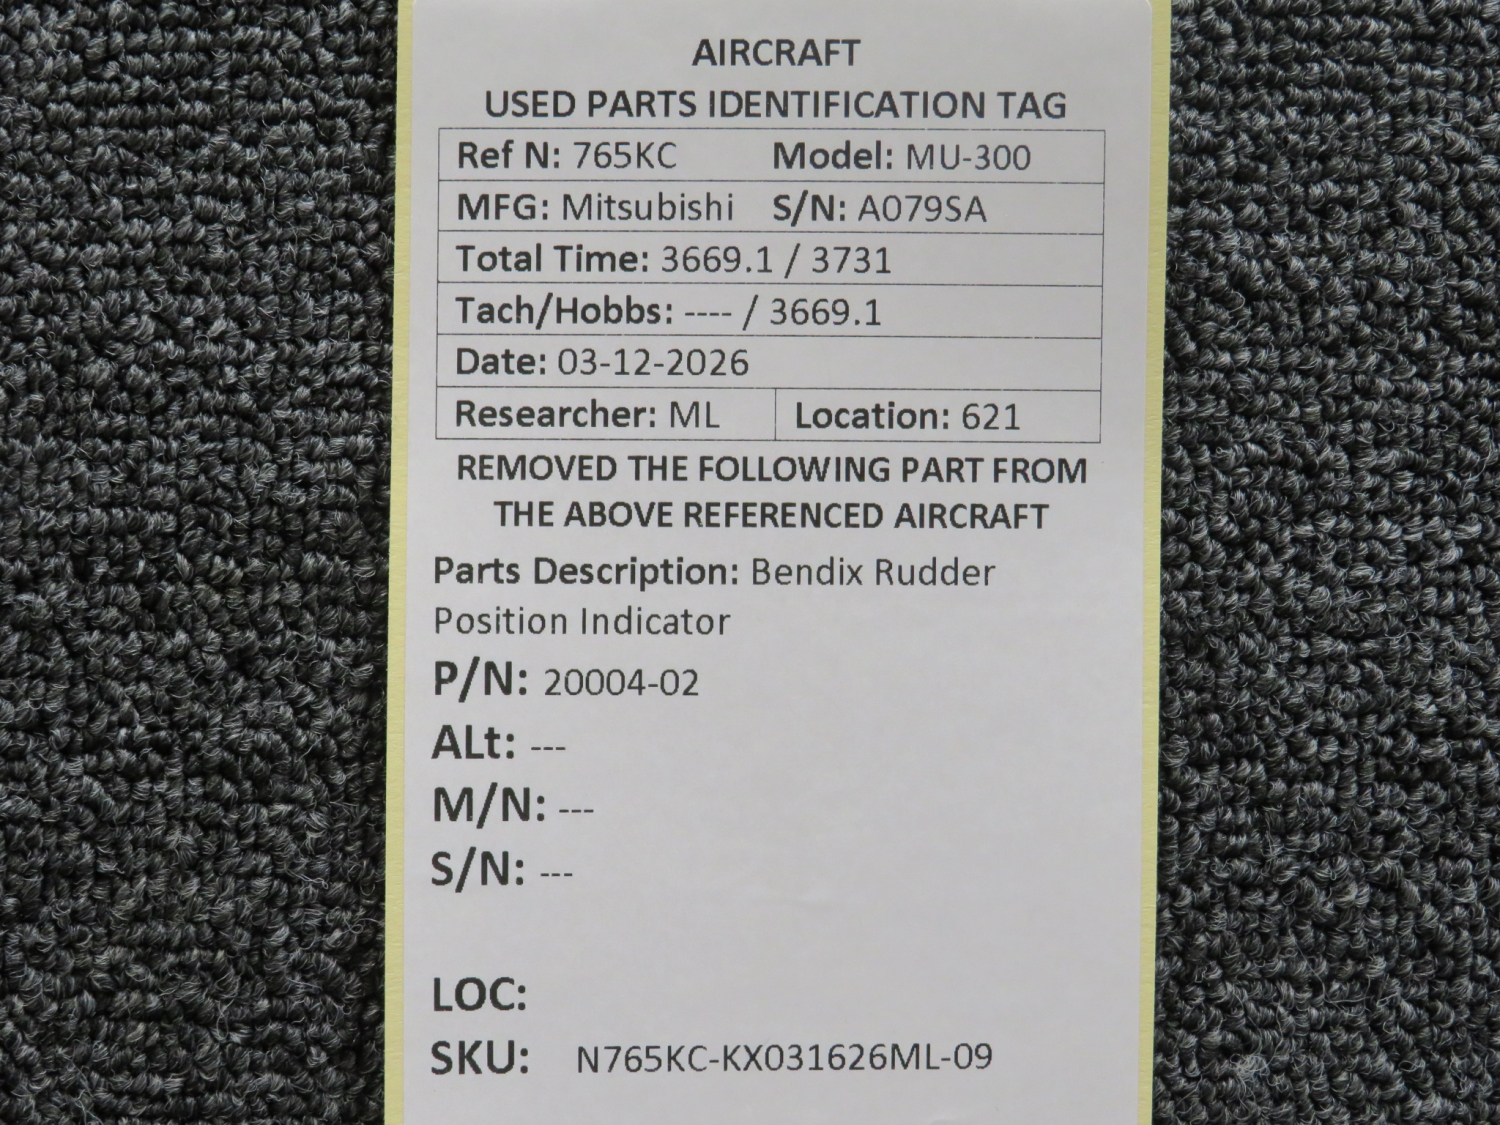 AIRCRAFT
USED PARTS IDENTIFICATION TAG
Ref N: 765KC Model: MU-300
MFG: Mitsubishi S/N: A079SA
Total Time: 3669.1 / 3731
Tach/Hobbs: ---- / 3669.1
Date: 03-12-2026
Researcher: ML Location: 621
REMOVED THE FOLLOWING PART FROM
THE ABOVE REFERENCED AIRCRAFT
Parts Description: Bendix Rudder
Position Indicator
P/N: 20004-02
ALt: ---
M/N: ---
S/N: ---
LOC:
SKU: N765KC-KX031626ML-09